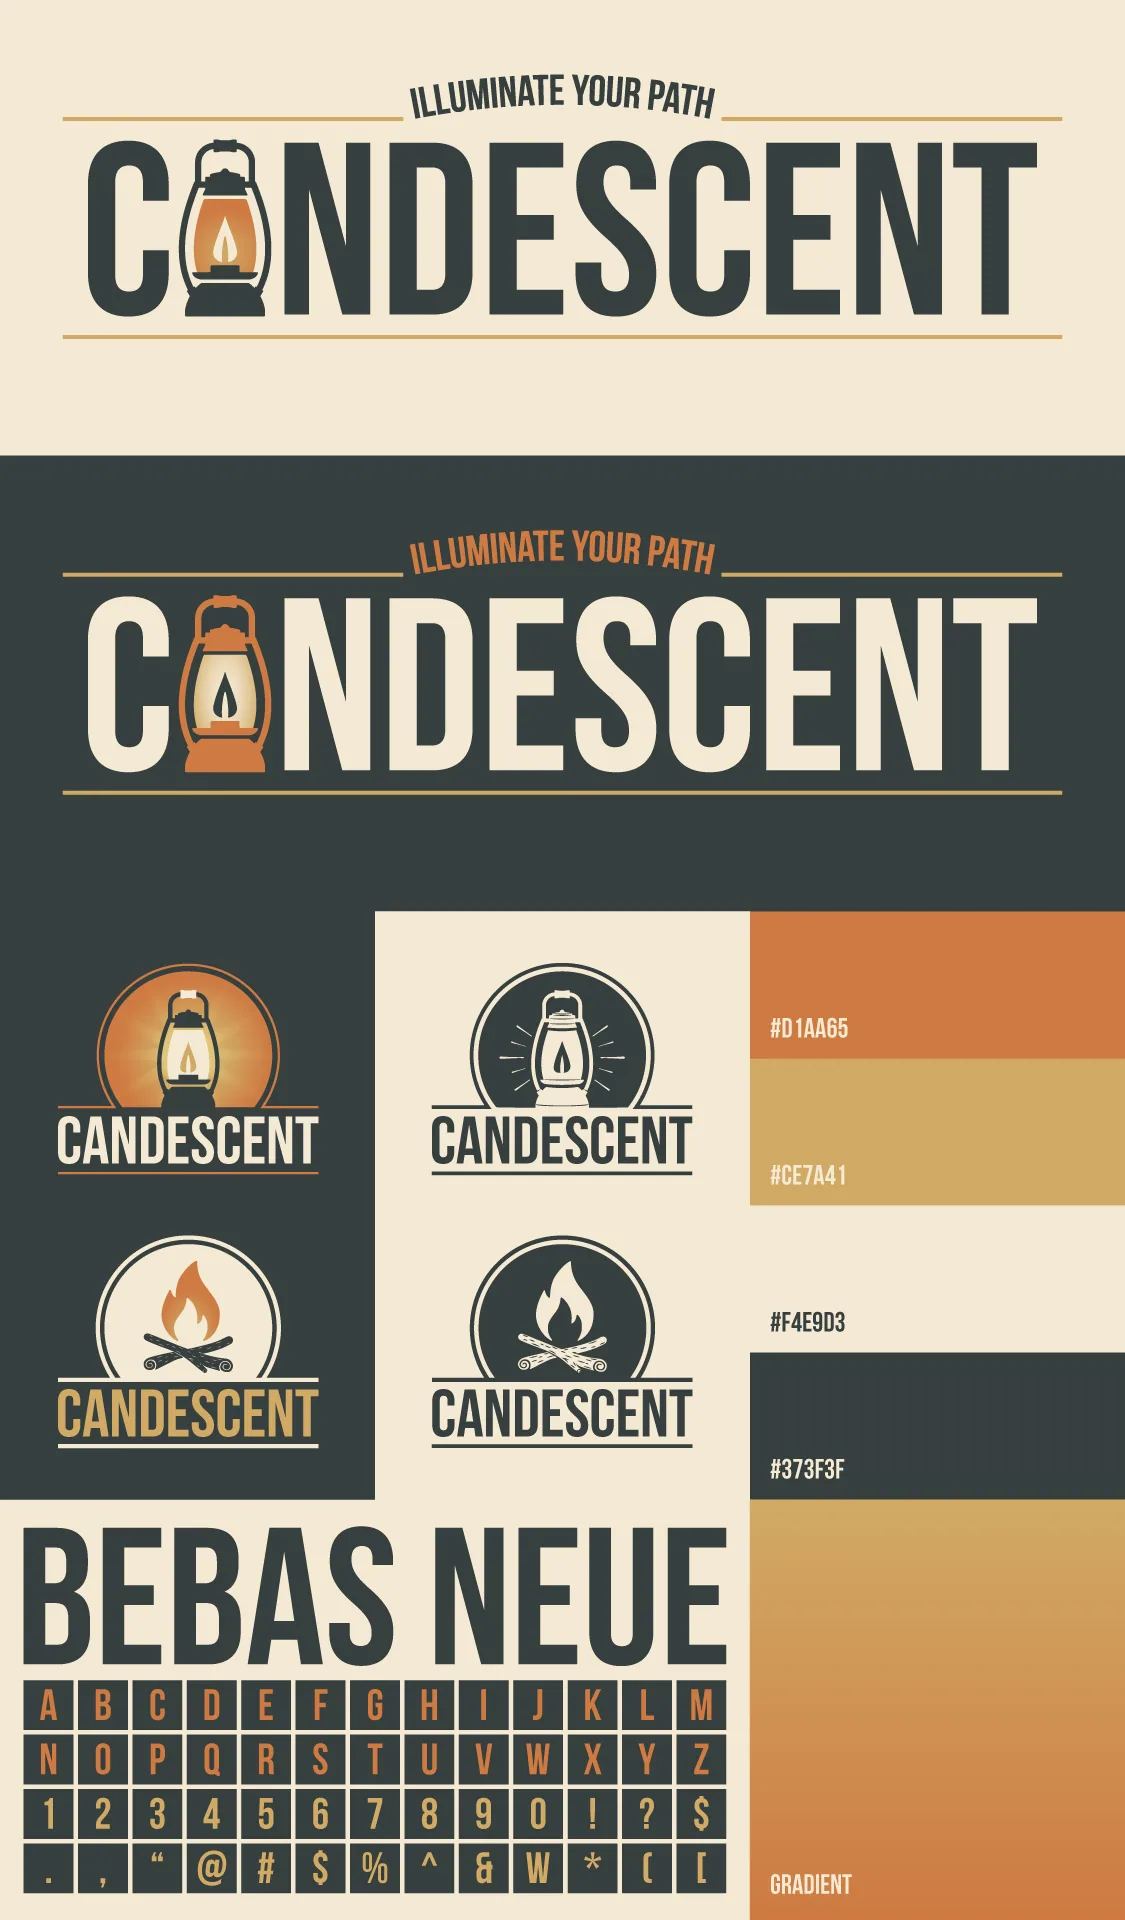 ILLUMINATE YOUR PATH
CANDESCENT
ILLUMINATE YOUR PATH
CANDESCENT
CANDESCENT
CANDESCENT
CANDESCENT
CANDESCENT
#D1AA65
#CE7A41
#F4E9D3
#373F3F
GRADIENT
BEBAS NEUE
A B C D E F G H I J K L M
N O P Q R S T U V W X Y Z
1 2 3 4 5 6 7 8 9 0 ! ? $
. , “ @ # $ % ^ & W * ( [